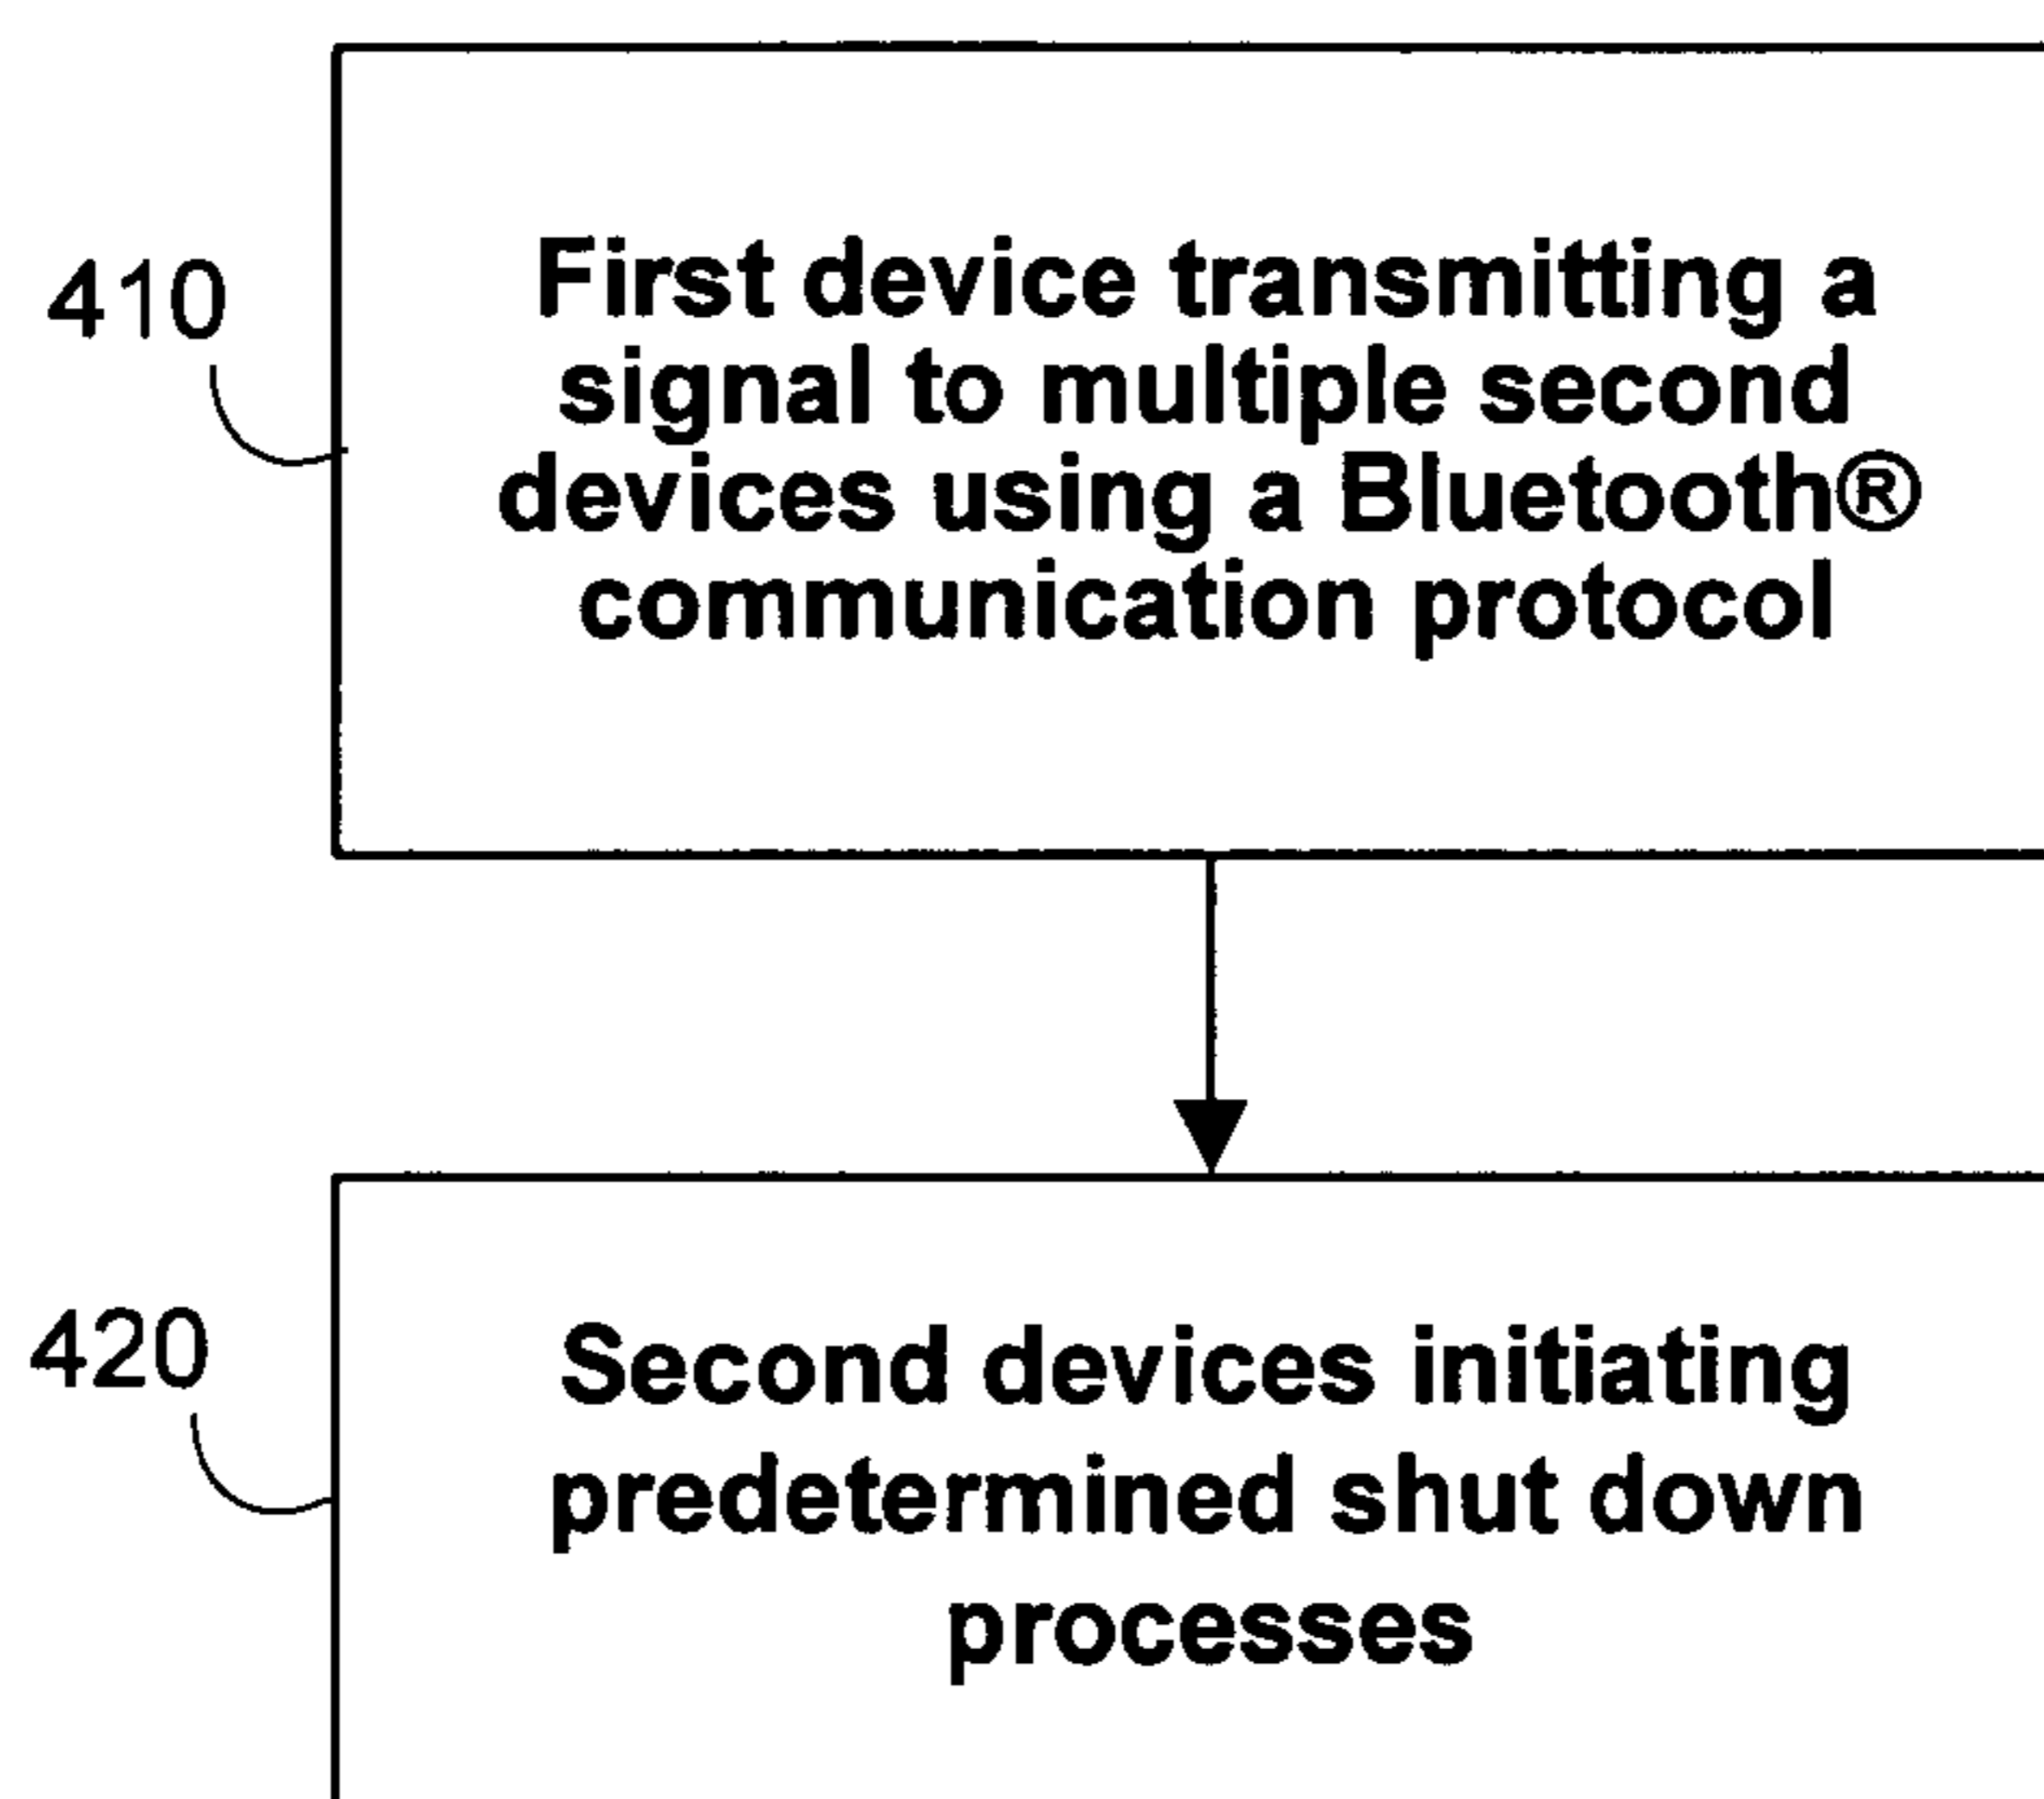 410
First device transmitting a
signal to multiple second
devices using a Bluetooth®
communication protocol
420
Second devices initiating
predetermined shut down
processes